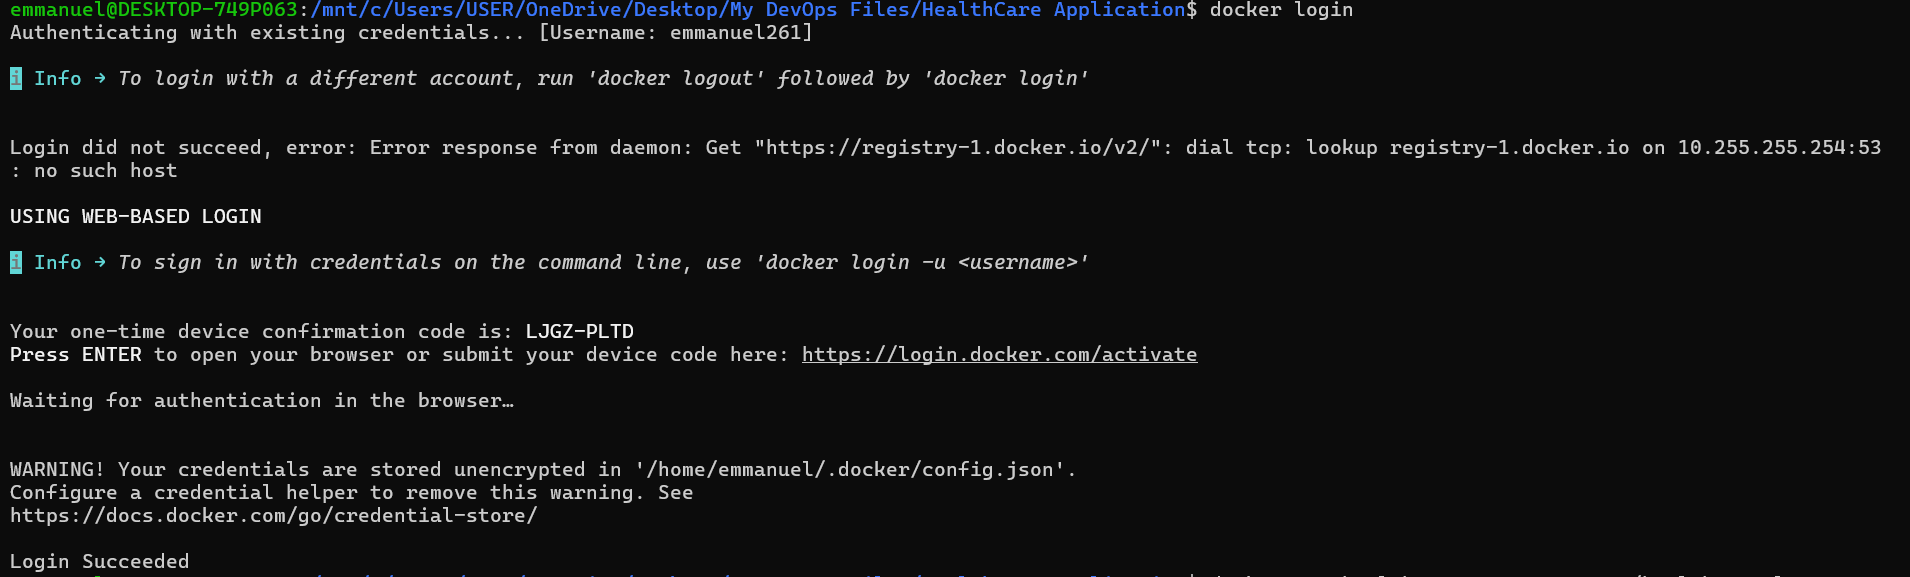 emmanuel@DESKTOP-749P063:/mnt/c/Users/USER/OneDrive/Desktop/My DevOps Files/HealthCare Application$ docker login
Authenticating with existing credentials... [Username: emmanuel261]
i Info → To login with a different account, run 'docker logout' followed by 'docker login'
Login did not succeed, error: Error response from daemon: Get "https://registry-1.docker.io/v2/": dial tcp: lookup registry-1.docker.io on 10.255.255.254:53
: no such host
USING WEB-BASED LOGIN
i Info → To sign in with credentials on the command line, use 'docker login -u <username>'
Your one-time device confirmation code is: LJGZ-PLTD
Press ENTER to open your browser or submit your device code here: https://login.docker.com/activate
Waiting for authentication in the browser…
WARNING! Your credentials are stored unencrypted in '/home/emmanuel/.docker/config.json'.
Configure a credential helper to remove this warning. See
https://docs.docker.com/go/credential-store/
Login Succeeded